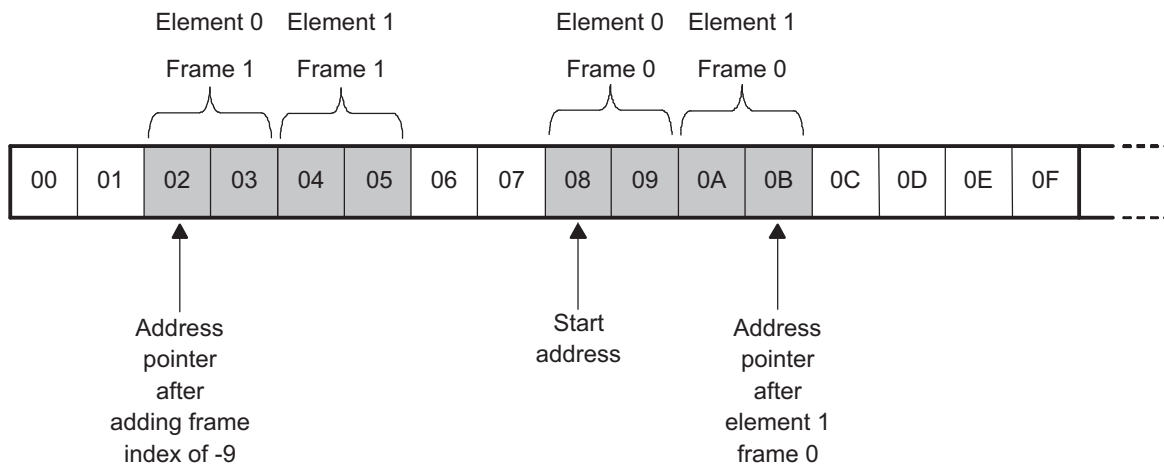 Element 0 Element 1 Element 0 Element 1
Frame 1 Frame 1 Frame 0 Frame 0
00 01 02 03 04 05 06 07 08 09 0A 0B 0C 0D 0E 0F
Address
pointer
after
adding frame
index of -9
Start
address
Address
pointer
after
element 1
frame 0